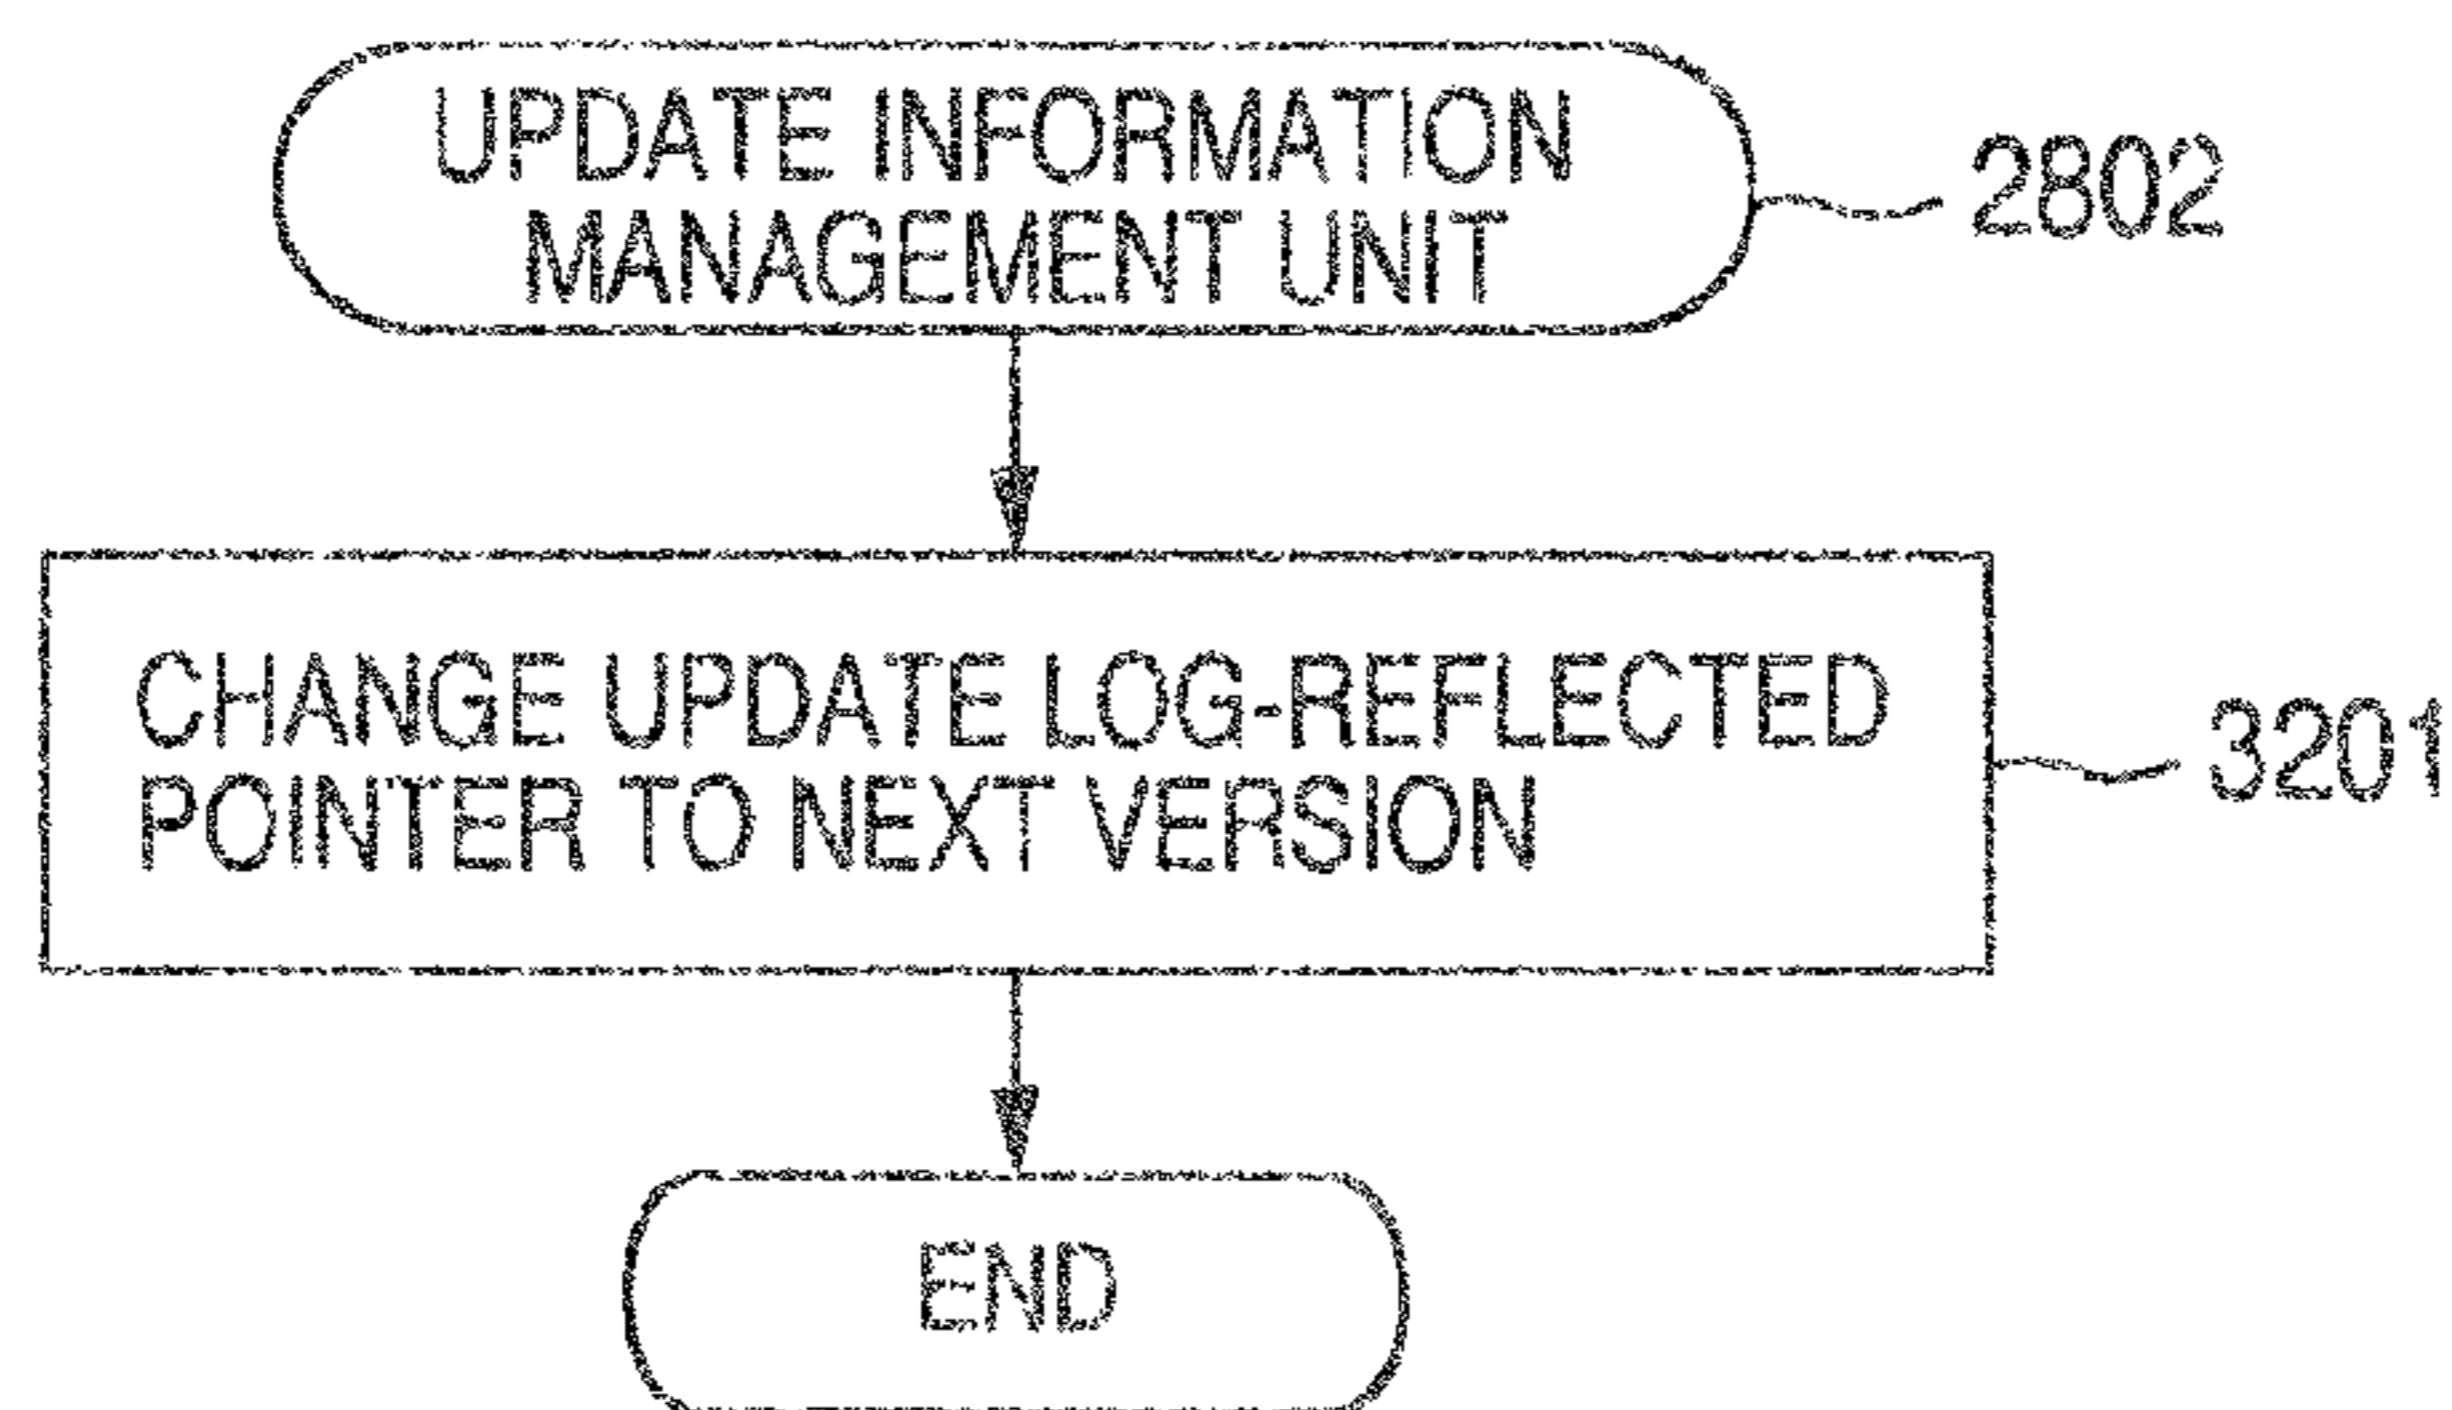 UPDATE INFORMATION
MANAGEMENT UNIT
2802
CHANGE UPDATE LOG-REFLECTED
POINTER TO NEXT VERSION
3201
END